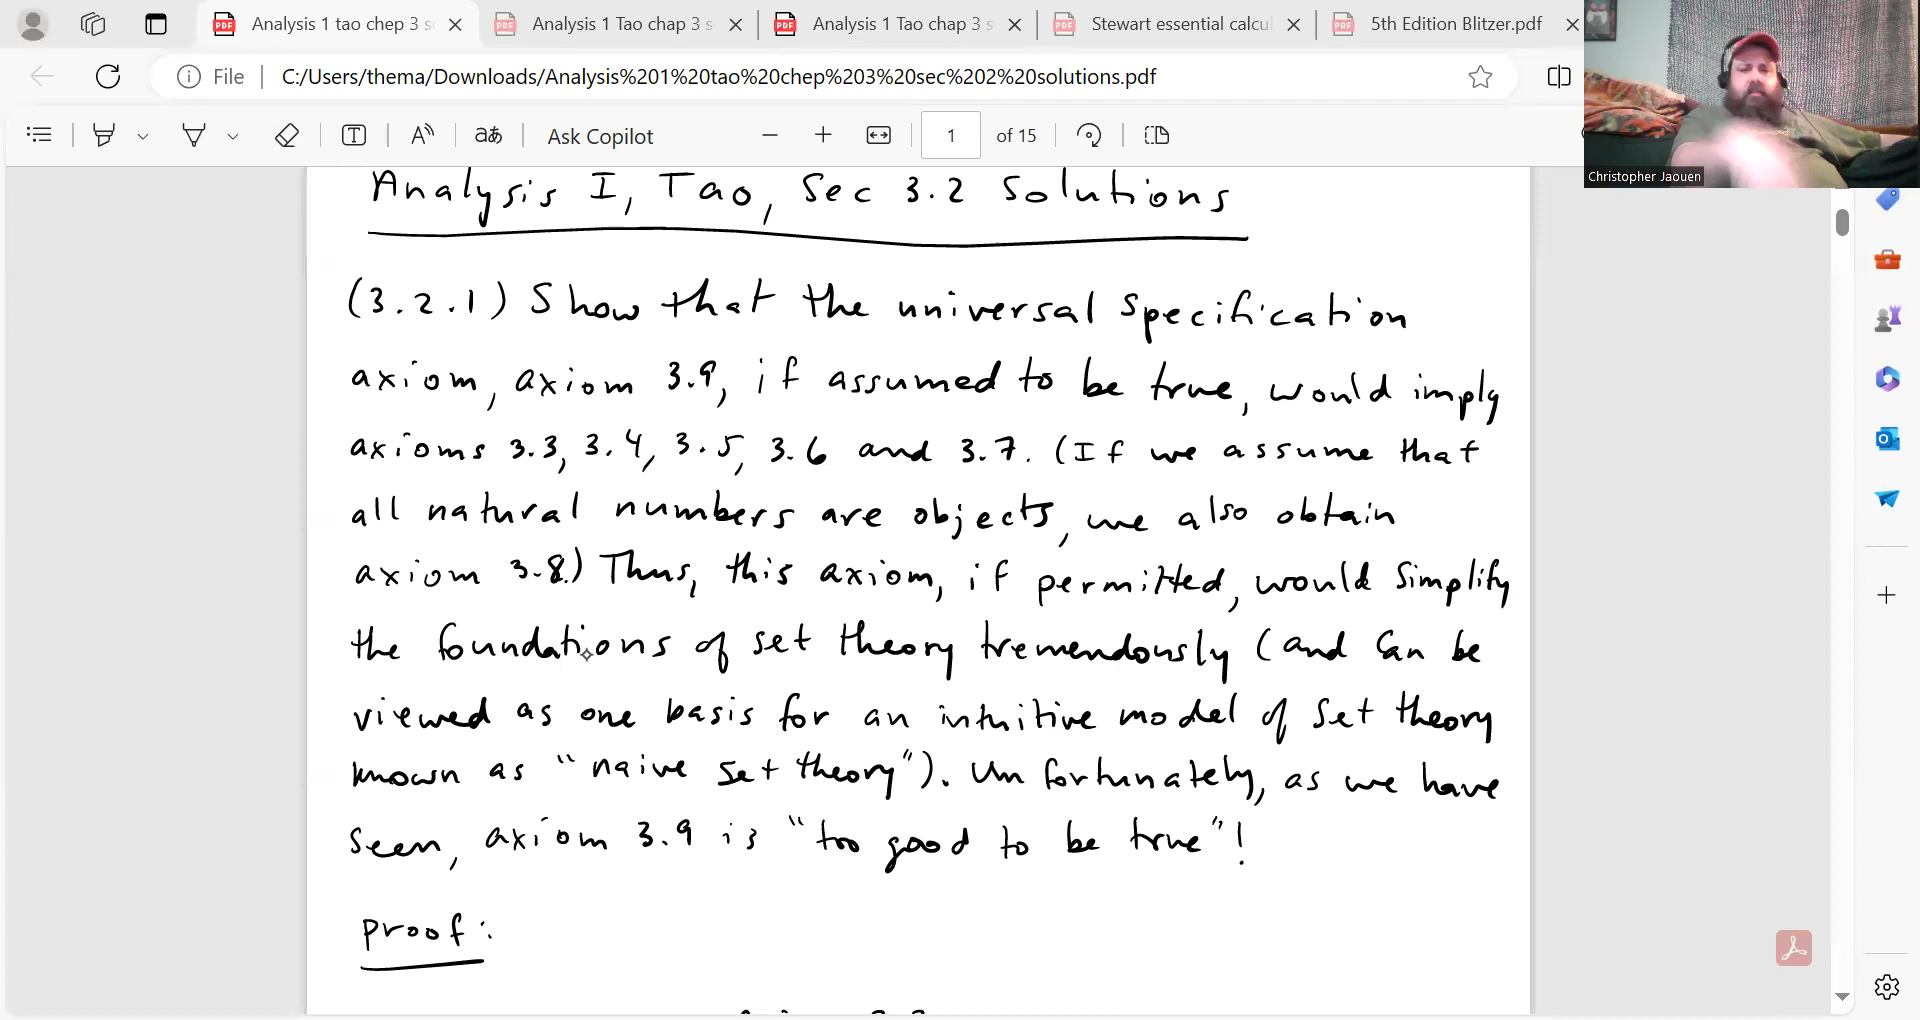 Analysis 1 tao chep 3 s
Analysis 1 Tao chap 3 s
Analysis 1 Tao chap 3 s
Stewart essential calcu
5th Edition Blitzer.pdf
File
C:/Users/thema/Downloads/Analysis%201%20tao%20chep%203%20sec%202%20solutions.pdf
Ask Copilot
1 of 15
Christopher Jaouen
Analysis I, Tao, Sec 3.2 Solutions
(3.2.1) Show that the universal specification
axiom, axiom 3.9, if assumed to be true, would imply
axioms 3.3, 3.4, 3.5, 3.6 and 3.7. (If we assume that
all natural numbers are objects, we also obtain
axiom 3.8.) Thus, this axiom, if permitted, would simplify
the foundations of set theory tremendously (and can be
viewed as one basis for an intuitive model of set theory
known as "naive set theory"). Unfortunately, as we have
seen, axiom 3.9 is "too good to be true"!
Proof: